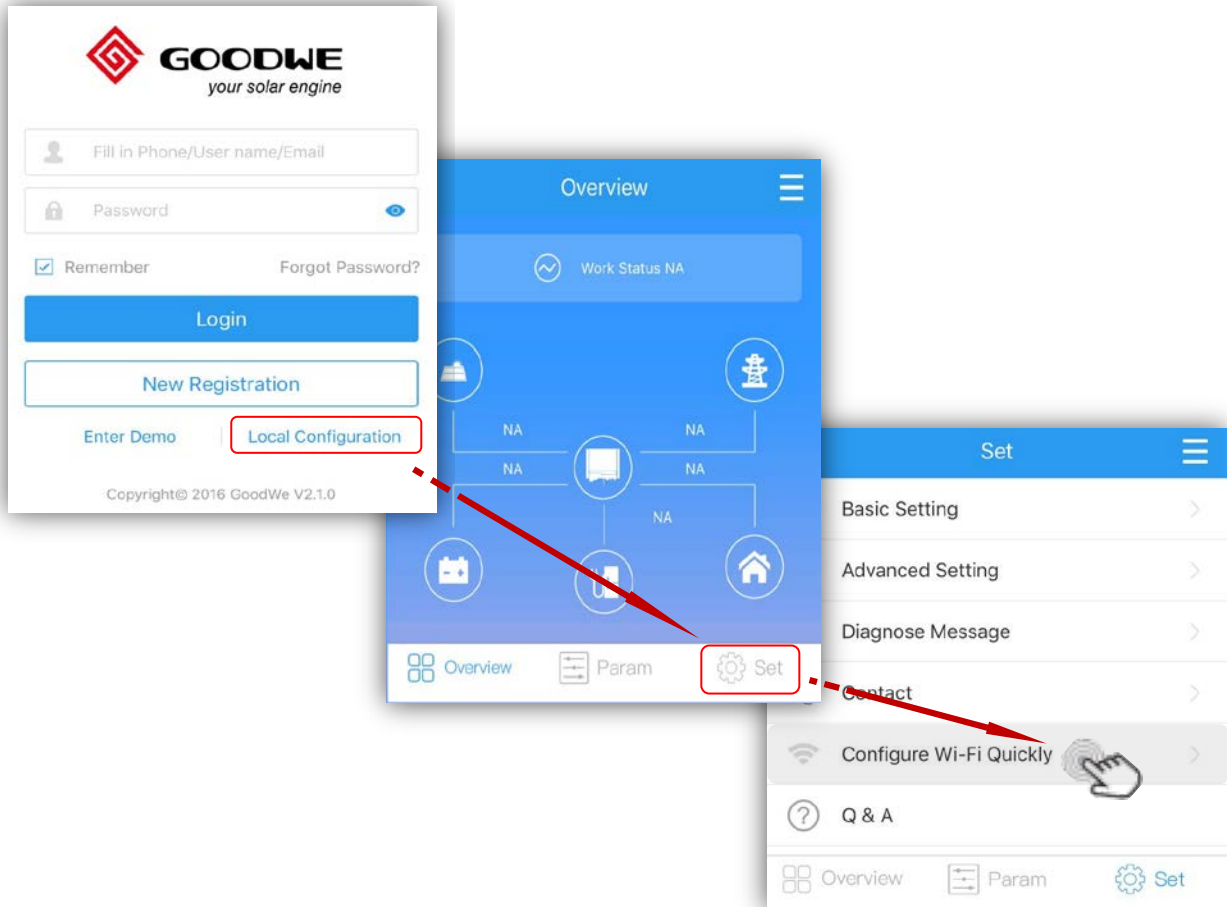 GOODWE
your solar engine
Fill in Phone/User name/Email
Password
Remember Forgot Password?
Login
New Registration
Enter Demo Local Configuration
Copyright© 2016 GoodWe V2.1.0
Overview
Work Status NA
NA NA
NA NA
NA
Overview Param Set
Set
Basic Setting
Advanced Setting
Diagnose Message
Contact
Configure Wi-Fi Quickly
Q & A
Overview Param Set